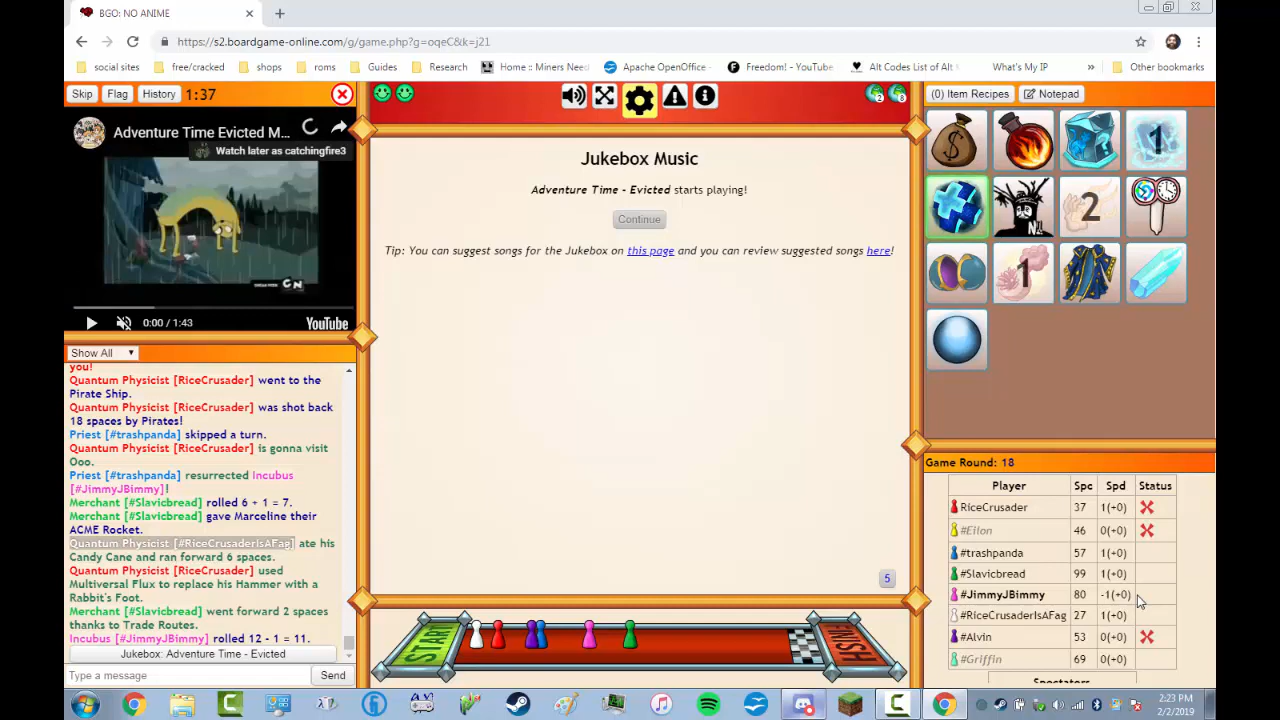 BGO: NO ANIME
https://s2.boardgame-online.com/g/game.php?g=oqeC&k=j21
social sites
free/cracked
shops
roms
Guides
Research
Home :: Miners Need
Apache OpenOffice -
Freedom! - YouTube
Alt Codes List of Alt
What's My IP
»
Other bookmarks
Skip
Flag
History
1:37
Adventure Time Evicted M...
Watch later as catchingfire3
CN
0:00 / 1:43
YouTube
Show All
you!
Quantum Physicist [RiceCrusader] went to the
Pirate Ship.
Quantum Physicist [RiceCrusader] was shot back
18 spaces by Pirates!
Priest [#trashpanda] skipped a turn.
Quantum Physicist [RiceCrusader] is gonna visit
Ooo.
Priest [#trashpanda] resurrected Incubus
[#JimmyJBimmy]!
Merchant [#Slavicbread] rolled 6 + 1 = 7.
Merchant [#Slavicbread] gave Marceline their
ACME Rocket.
Quantum Physicist [#RiceCrusaderIsAFag] ate his
Candy Cane and ran forward 6 spaces.
Quantum Physicist [RiceCrusader] used
Multiversal Flux to replace his Hammer with a
Rabbit's Foot.
Merchant [#Slavicbread] went forward 2 spaces
thanks to Trade Routes.
Incubus [#JimmyJBimmy] rolled 12 - 1 = 11.
Jukebox: Adventure Time - Evicted
Type a message
Send
2
8
Jukebox Music
Adventure Time - Evicted starts playing!
Continue
Tip: You can suggest songs for the Jukebox on this page and you can review suggested songs here!
5
START
FINISH
(0) Item Recipes
Notepad
$
1
2
1
Game Round: 18
Player Spc Spd Status
RiceCrusader 37 1(+0)
#Eilon 46 0(+0)
#trashpanda 57 1(+0)
#Slavicbread 99 1(+0)
#JimmyJBimmy 80 -1(+0)
#RiceCrusaderIsAFag 27 1(+0)
#Alvin 53 0(+0)
#Griffin 69 0(+0)
Spectators
2:23 PM
2/2/2019